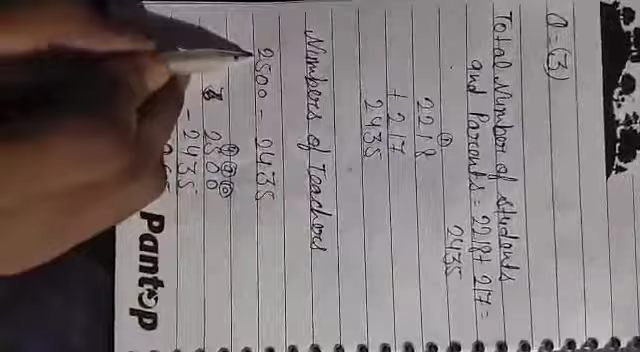 Q=(3)
Total Number of students
and Parents = 2218 + 217 =
2435
2218
+ 217
2435
Numbers of Teachers
2500 - 2435
2500
- 2435
Pantop